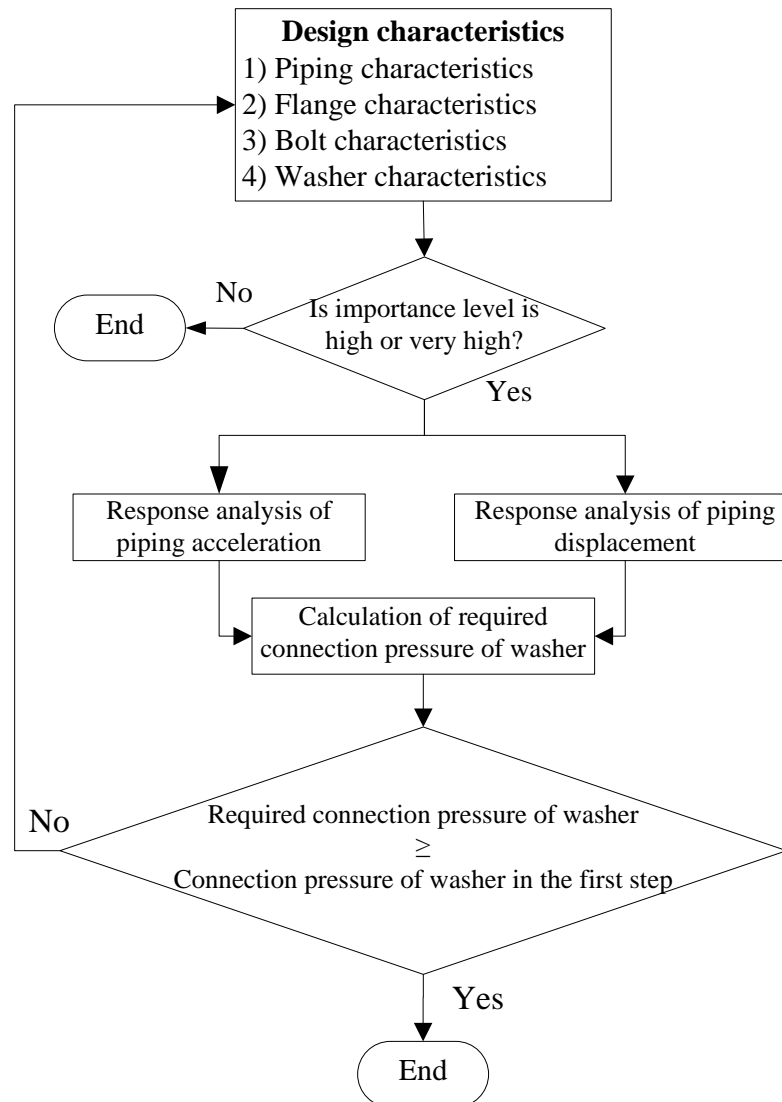 Design characteristics
1) Piping characteristics
2) Flange characteristics
3) Bolt characteristics
4) Washer characteristics
No
End
Is importance level is
high or very high?
Yes
Response analysis of
piping acceleration
Response analysis of piping
displacement
Calculation of required
connection pressure of washer
No
Required connection pressure of washer
≥
Connection pressure of washer in the first step
Yes
End